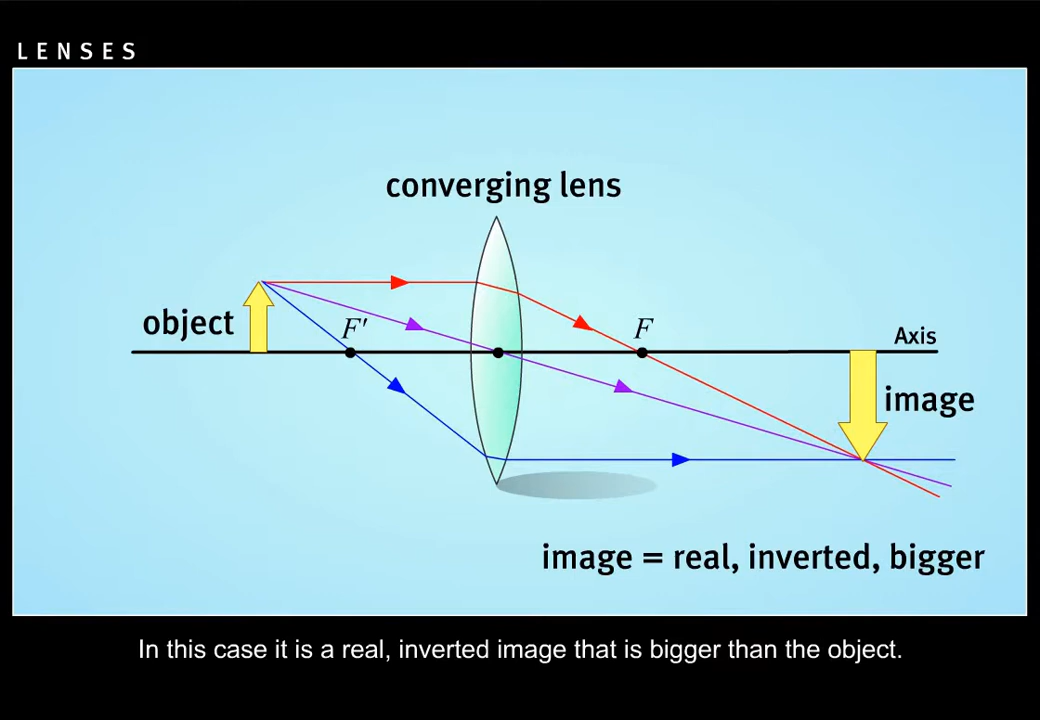 LENSES
converging lens
object
F'
F
Axis
image
image = real, inverted, bigger
In this case it is a real, inverted image that is bigger than the object.